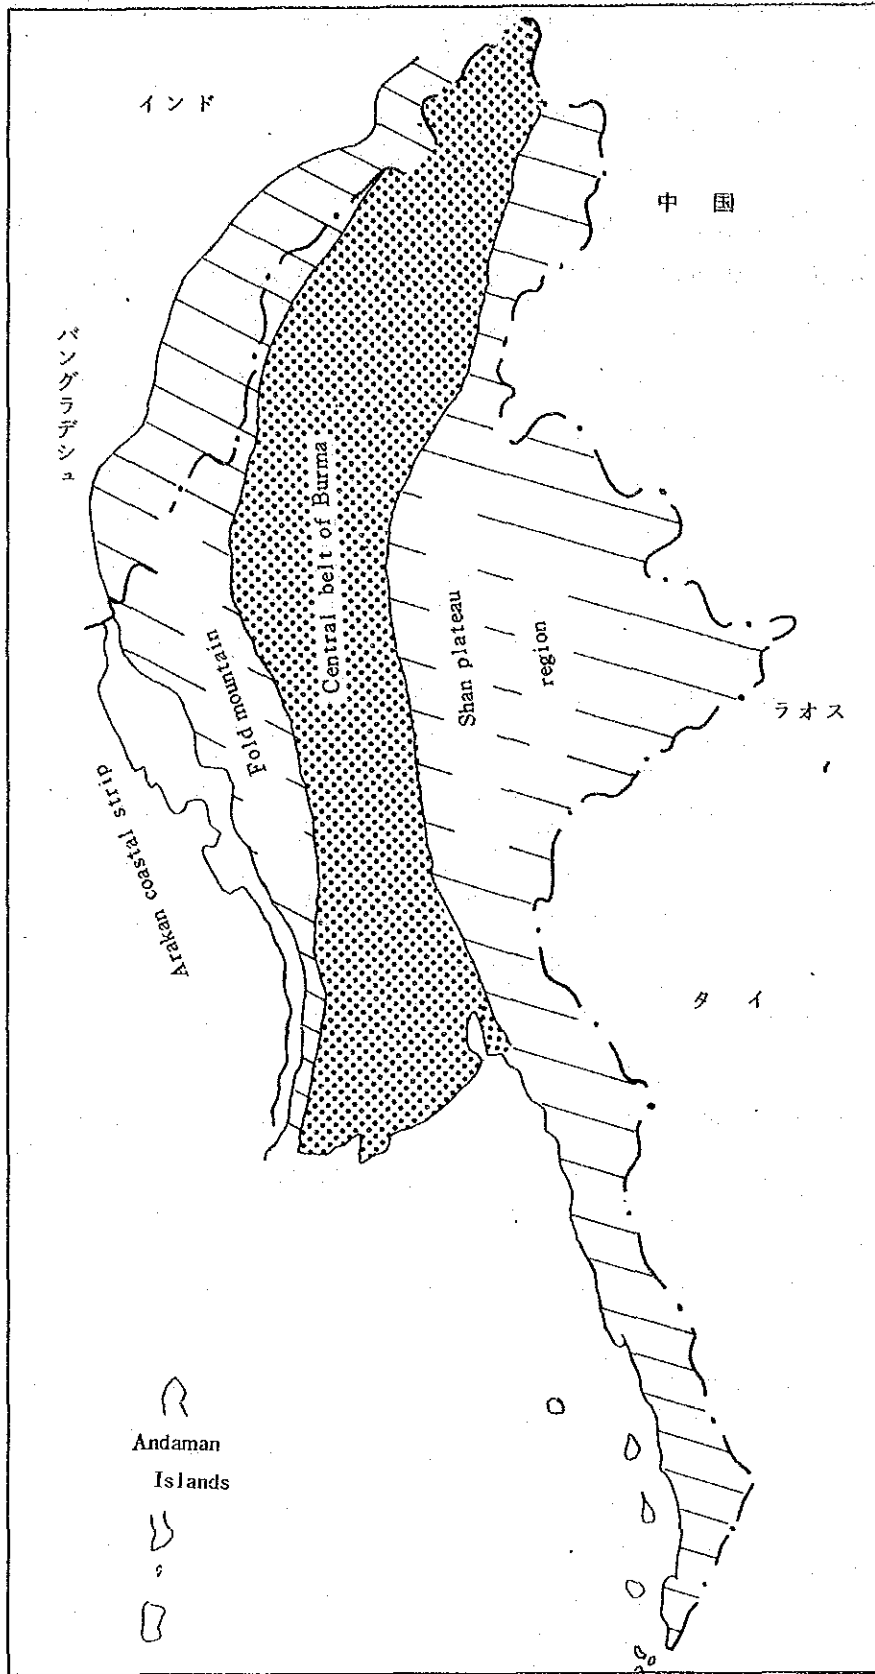 インド
中国
バングラデシュ
Central belt of Burma
Fold mountain
Shan plateau
region
ラオス
Arakan coastal strip
タイ
Andaman
Islands